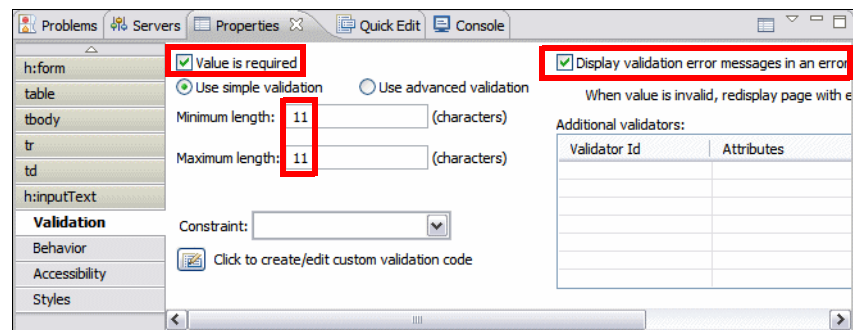 Problems Servers Properties Quick Edit Console
h:form
table
tbody
tr
td
h:inputText
Validation
Behavior
Accessibility
Styles
Value is required
Use simple validation Use advanced validation
Minimum length: 11 (characters)
Maximum length: 11 (characters)
Constraint:
Click to create/edit custom validation code
Display validation error messages in an error
When value is invalid, redisplay page with e
Additional validators:
Validator Id Attributes